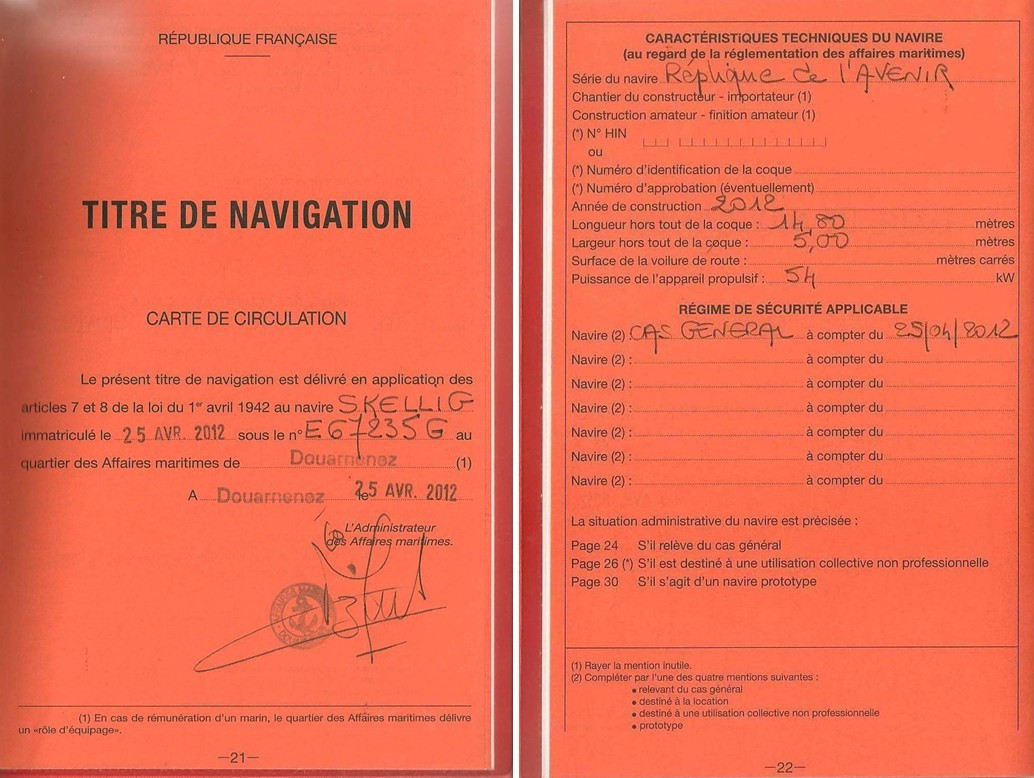 RÉPUBLIQUE FRANÇAISE
TITRE DE NAVIGATION
CARTE DE CIRCULATION
Le présent titre de navigation est délivré en application des
articles 7 et 8 de la loi du 1er avril 1942 au navire SKELLIG
immatriculé le 25 AVR. 2012 sous le n° E67235G au
quartier des Affaires maritimes de Douarnenez (1)
A Douarnenez le 25 AVR. 2012
L'Administrateur
des Affaires maritimes.
(1) En cas de rémunération d'un marin, le quartier des Affaires maritimes délivre
un «rôle d'équipage».
—21—
CARACTÉRISTIQUES TECHNIQUES DU NAVIRE
(au regard de la réglementation des affaires maritimes)
Série du navire Réplique de l'AVENIR
Chantier du constructeur - importateur (1)
Construction amateur - finition amateur (1)
(*) N° HIN
ou
(*) Numéro d'identification de la coque
(*) Numéro d'approbation (éventuellement)
Année de construction 2012
Longueur hors tout de la coque : 14,80 mètres
Largeur hors tout de la coque : 5,00 mètres
Surface de la voilure de route : mètres carrés
Puissance de l'appareil propulsif : 54 kW
RÉGIME DE SÉCURITÉ APPLICABLE
Navire (2) : CAS GENERAL à compter du 25/04/2012
Navire (2) : à compter du
Navire (2) : à compter du
Navire (2) : à compter du
Navire (2) : à compter du
Navire (2) : à compter du
Navire (2) : à compter du
La situation administrative du navire est précisée :
Page 24 S'il relève du cas général
Page 26 (*) S'il est destiné à une utilisation collective non professionnelle
Page 30 S'il s'agit d'un navire prototype
(1) Rayer la mention inutile.
(2) Compléter par l'une des quatre mentions suivantes :
• relevant du cas général
• destiné à la location
• destiné à une utilisation collective non professionnelle
• prototype
—22—